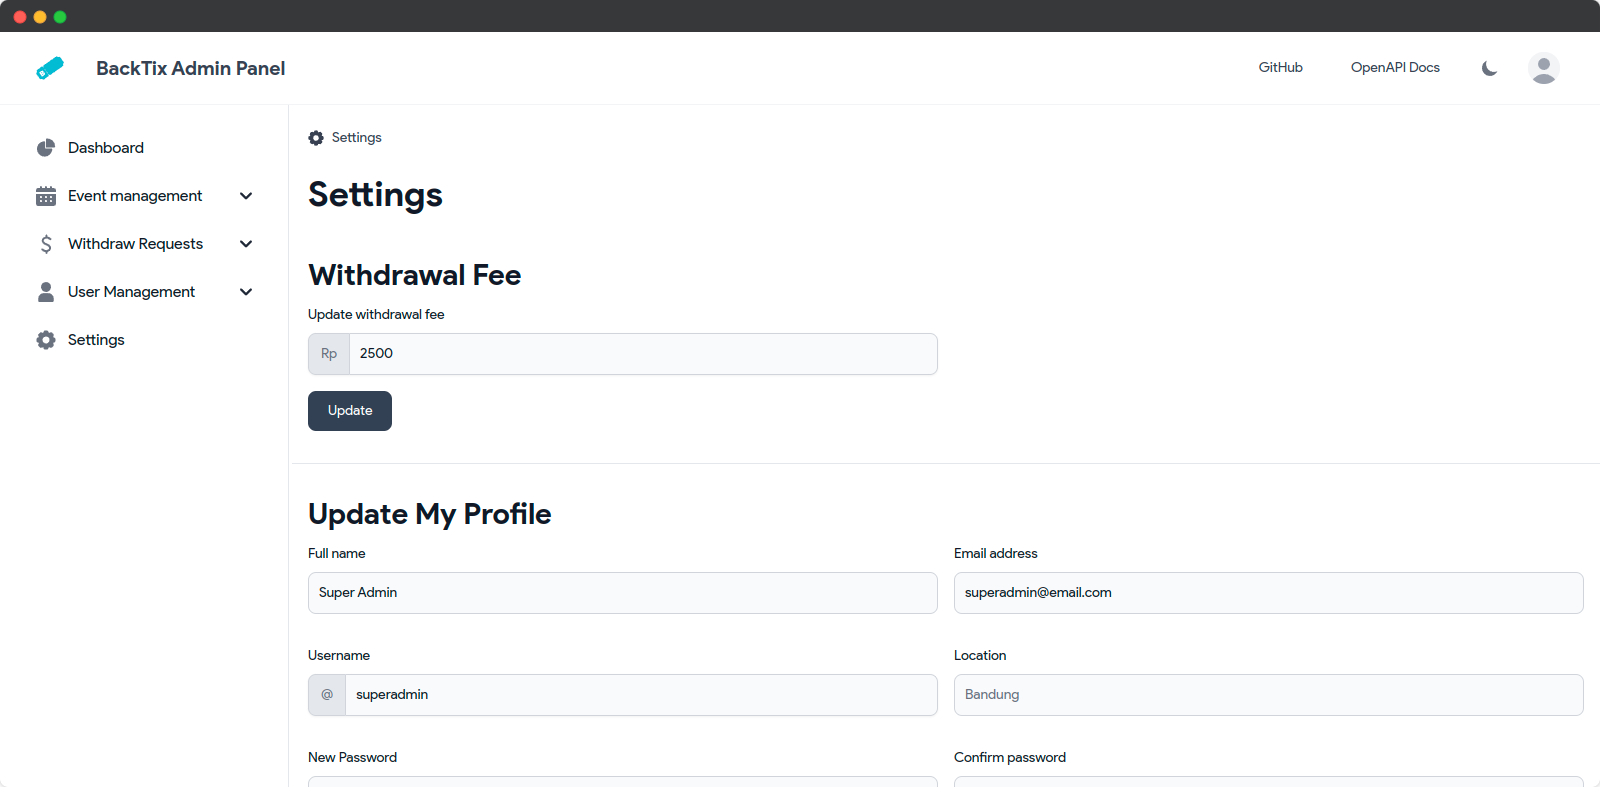 BackTix Admin Panel
GitHub
OpenAPI Docs
Dashboard
Event management
Withdraw Requests
User Management
Settings
Settings
Settings
Withdrawal Fee
Update withdrawal fee
Rp 2500
Update
Update My Profile
Full name
Super Admin
Email address
superadmin@email.com
Username
@ superadmin
Location
Bandung
New Password
Confirm password